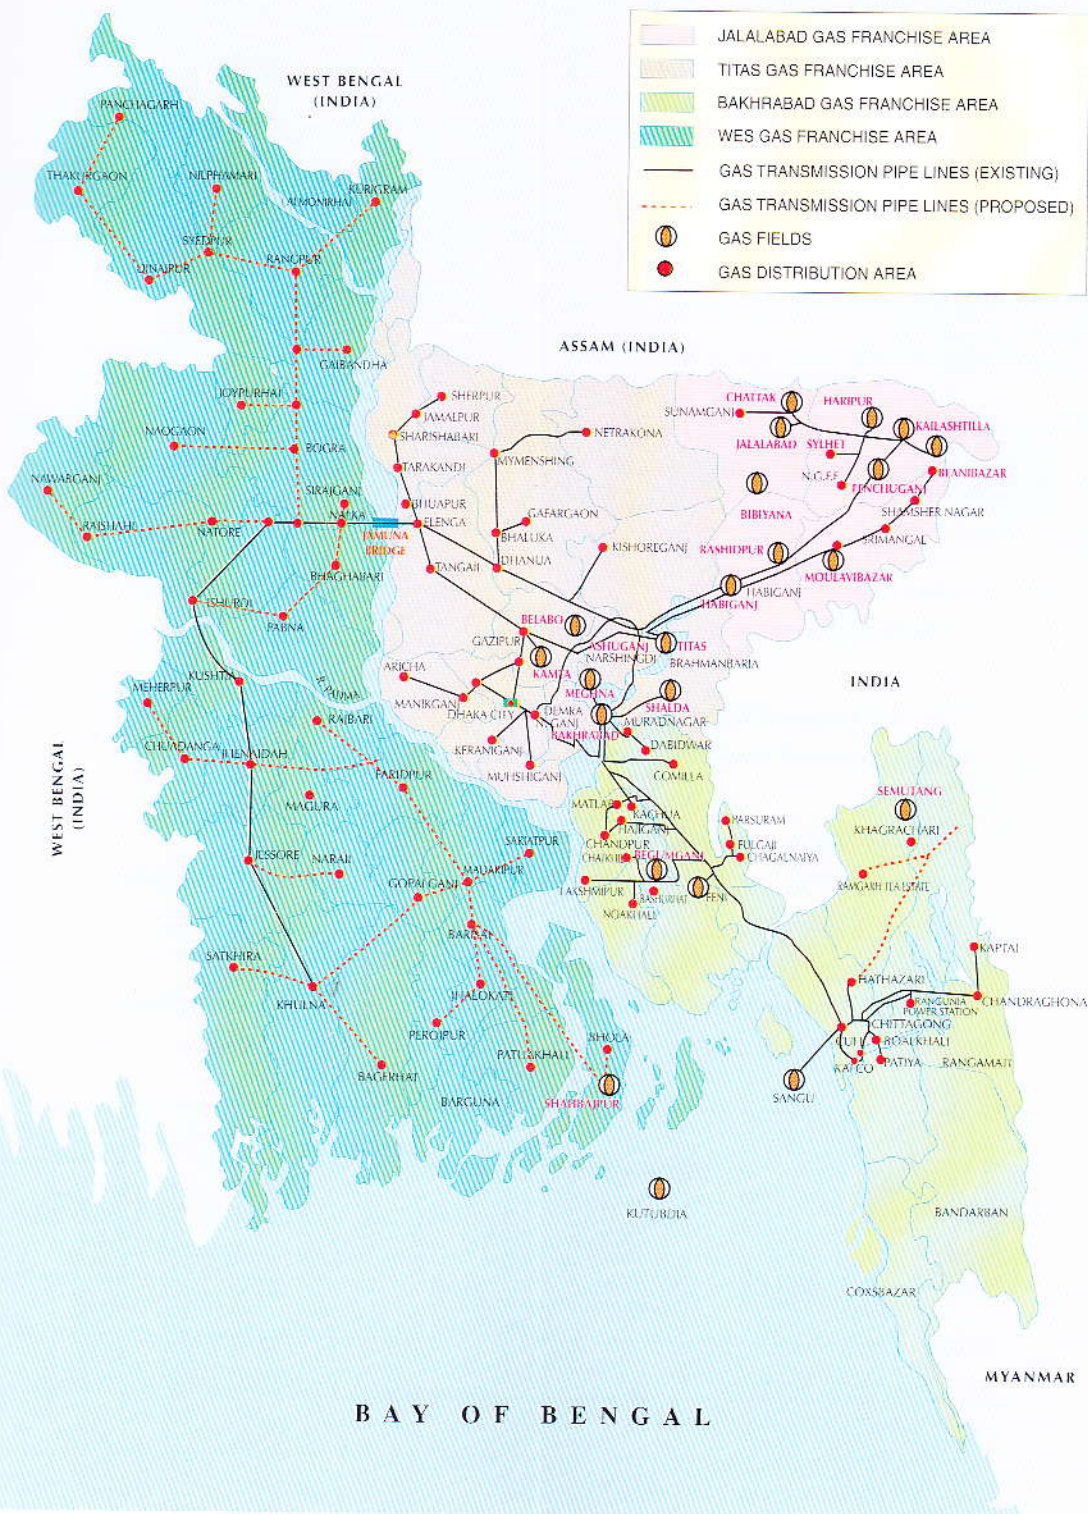 JALALABAD GAS FRANCHISE AREA
TITAS GAS FRANCHISE AREA
BAKHRABAD GAS FRANCHISE AREA
WES GAS FRANCHISE AREA
GAS TRANSMISSION PIPE LINES (EXISTING)
GAS TRANSMISSION PIPE LINES (PROPOSED)
GAS FIELDS
GAS DISTRIBUTION AREA
WEST BENGAL
(INDIA)
PANCHAGARH
THAKURGAON
NILPHAMARI
KURIGRAM
SYEDPUR
DINAJPUR
RANGPUR
ASSAM (INDIA)
GAIBANDHA
JOYPURHAT
NAOGAON
BOGRA
NAWABGANJ
SIRAJGANJ
RAJSHAHI
NATORE
NALKA
JAMUNA
BRIDGE
BHAGHABARI
ISHURDI
PABNA
SHERPUR
JAMALPUR
SHARISHABARI
TARAKANDI
BHUAPUR
ELENGA
TANGAIL
NETRAKONA
MYMENSHING
GAFARGAON
BHALUKA
DHANUA
KISHOREGANJ
SUNAMGANJ
CHATTAK
HARIPUR
KAILASHTILLA
JALALABAD
SYLHET
N.G.F.F.
FENCHUGANJ
BEANIBAZAR
BIBIYANA
SHAMSHER NAGAR
SRIMANGAL
RASHIDPUR
MOULAVIBAZAR
HABIGANJ
HABIGANJ
BELABO
GAZIPUR
ASHUGANJ
TITAS
NARSHINGDI
BRAHMANBARIA
KAMTA
MEGHNA
ARICHA
MANIKGANJ
DHAKA CITY
DEMRA
N. GANJ
SHALDA
BAKHRABAD
MURADNAGAR
DABIDWAR
COMILLA
KERANIGANJ
MUHSHIGANJ
INDIA
KUSHTIA
R. PADMA
MEHERPUR
RAJBARI
CHUADANGA
JHENAIDAH
FARIDPUR
MAGURA
WEST BENGAL
(INDIA)
JESSORE
NARAIL
SARIATPUR
GOPALGANJ
MADARIPUR
BARISAL
SATKHIRA
KHULNA
JHALOKATI
PEROJPUR
BAGERHAT
PATUAKHALI
BARGUNA
BHOLA
SHAHBAJPUR
MATLAB
KACHUA
HAJIGANJ
CHANDPUR
CHATKHIL
BEGUMGANJ
LAKSHMIPUR
BASHURHAT
NOAKHALI
FENI
PARSURAM
FULGAJI
CHAGALNAIYA
SEMUTANG
KHAGRACHARI
RAMGARH TEA ESTATE
KAPTAI
HATHAZARI
RANGUNIA
POWER STATION
CHANDRAGHONA
CHITTAGONG
CUFL
BOALKHALI
KAFCO
PATIYA
RANGAMATI
SANGU
KUTUBDIA
BANDARBAN
COXSBAZAR
MYANMAR
BAY OF BENGAL